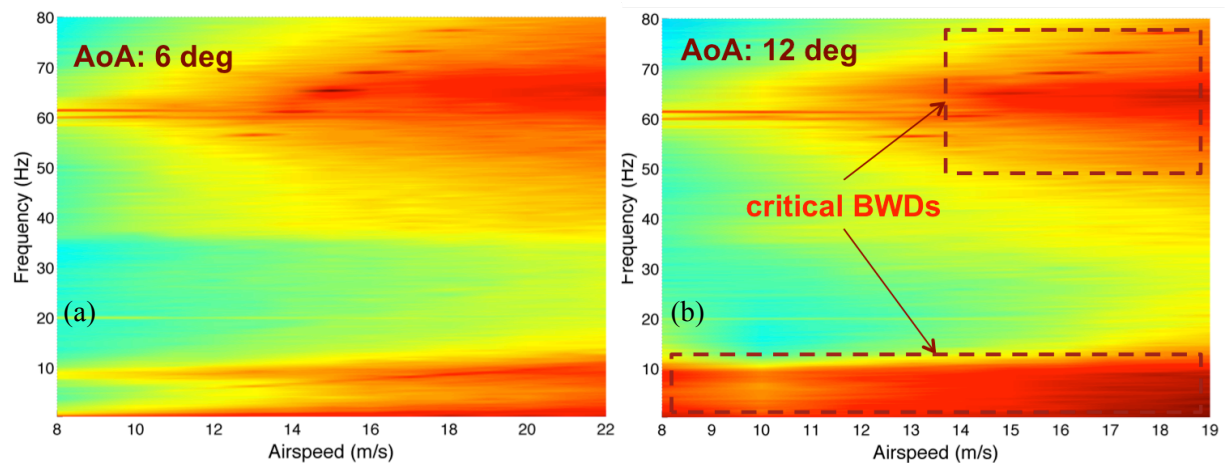 80
70
60
50
40
30
20
10
Frequency (Hz)
AoA: 6 deg
(a)
8 10 12 14 16 18 20 22
Airspeed (m/s)
80
70
60
50
40
30
20
10
Frequency (Hz)
AoA: 12 deg
critical BWDs
(b)
8 9 10 11 12 13 14 15 16 17 18 19
Airspeed (m/s)